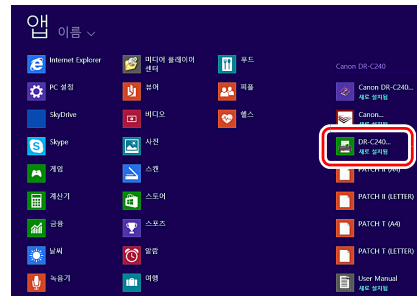 앱 이름
Internet Explorer
PC 설정
SkyDrive
Skype
게임
계산기
금융
날씨
녹음기
미디어 플레이어
센터
뷰어
비디오
사진
스캔
스토어
스포츠
알람
여행
푸드
피플
헬스
Canon DR-C240
Canon DR-C240...
새로 설치됨
Canon...
새로 설치됨
DR-C240...
새로 설치됨
PATCH II (A4)
PATCH II (LETTER)
PATCH T (A4)
PATCH T (LETTER)
User Manual
새로 설치됨